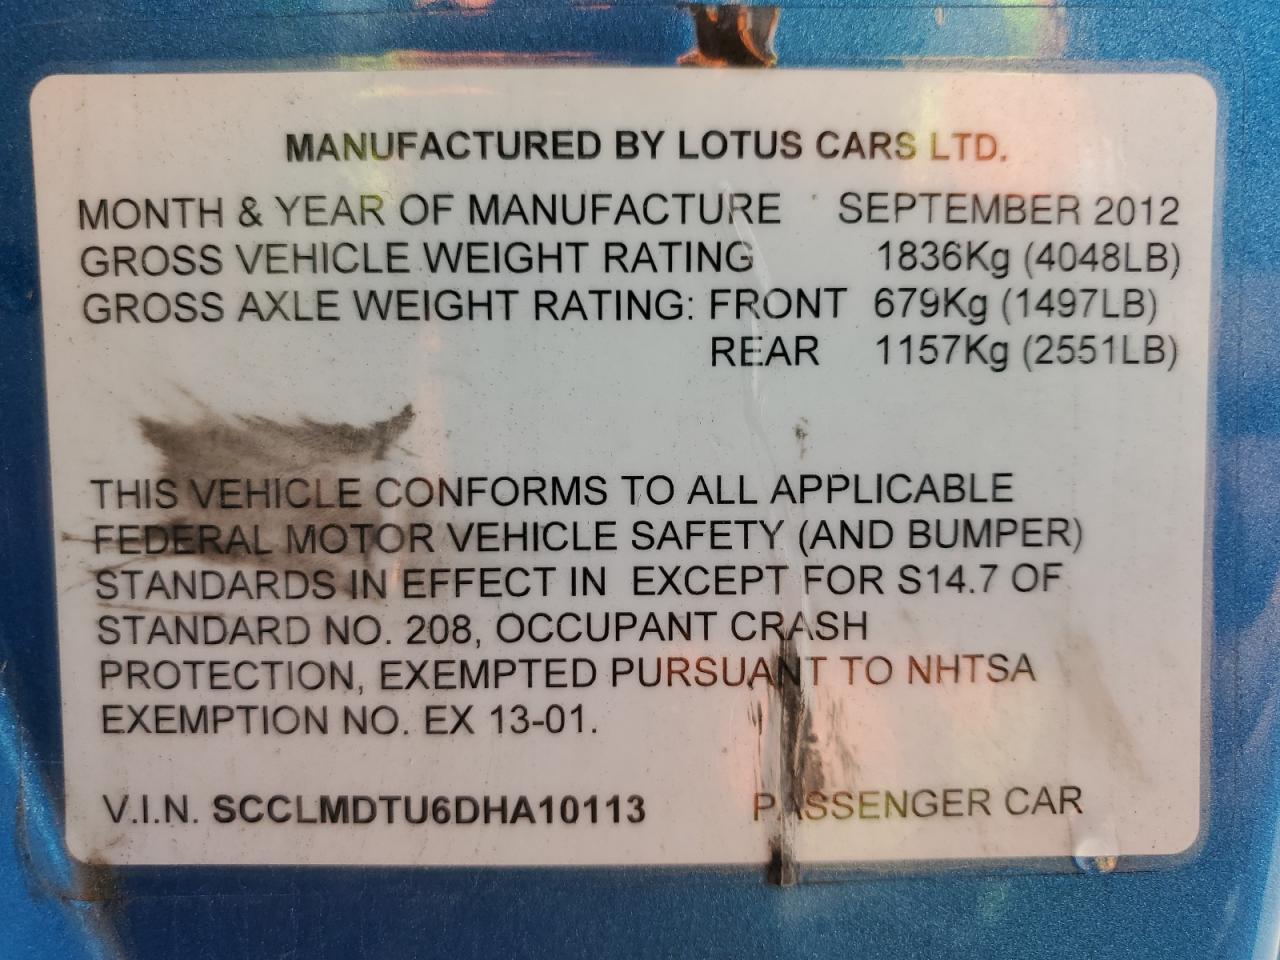 MANUFACTURED BY LOTUS CARS LTD.
MONTH & YEAR OF MANUFACTURE SEPTEMBER 2012
GROSS VEHICLE WEIGHT RATING 1836Kg (4048LB)
GROSS AXLE WEIGHT RATING: FRONT 679Kg (1497LB)
REAR 1157Kg (2551LB)
THIS VEHICLE CONFORMS TO ALL APPLICABLE
FEDERAL MOTOR VEHICLE SAFETY (AND BUMPER)
STANDARDS IN EFFECT IN EXCEPT FOR S14.7 OF
STANDARD NO. 208, OCCUPANT CRASH
PROTECTION, EXEMPTED PURSUANT TO NHTSA
EXEMPTION NO. EX 13-01.
V.I.N. SCCLMDTU6DHA10113 PASSENGER CAR